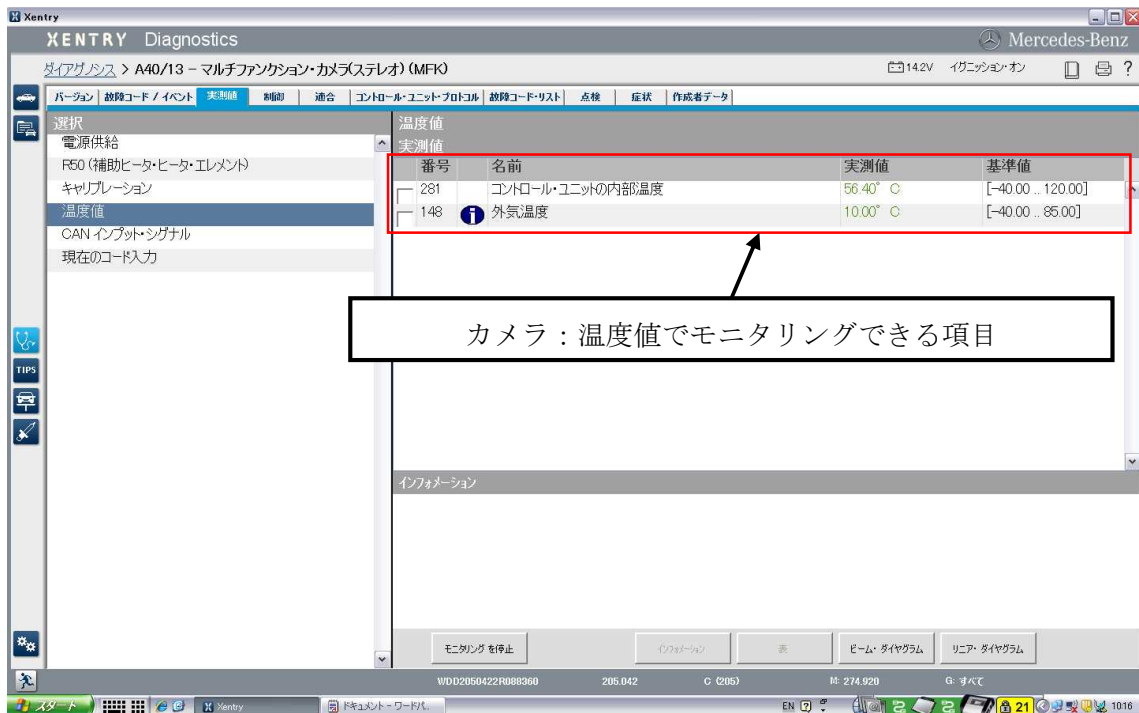 Xentry
XENTRY Diagnostics
Mercedes-Benz
ダイアグノシス > A40/13 - マルチファンクション・カメラ(ステレオ) (MFK)
14.2V イグニッション・オン
?
バージョン 故障コード / イベント 実測値 制御 適合 コントロール・ユニット・プロトコル 故障コード・リスト 点検 症状 作成者データ
選択
電源供給
R50 (補助ヒータ・ヒータ・エレメント)
キャリブレーション
温度値
CAN インプット・シグナル
現在のコード入力
温度値
実測値
番号 名前 実測値 基準値
281 コントロール・ユニットの内部温度 56.40° C [-40.00 .. 120.00]
148 外気温度 10.00° C [-40.00 .. 85.00]
カメラ：温度値でモニタリングできる項目
TIPS
インフォメーション
モニタリング を停止 インフォメーション 表 ビーム・ダイヤグラム リニア・ダイヤグラム
WDD2050422R088360 205.042 C (205) M: 274.920 G: すべて
スタート Xentry ドキュメント - ワードパ... EN 21 10:16